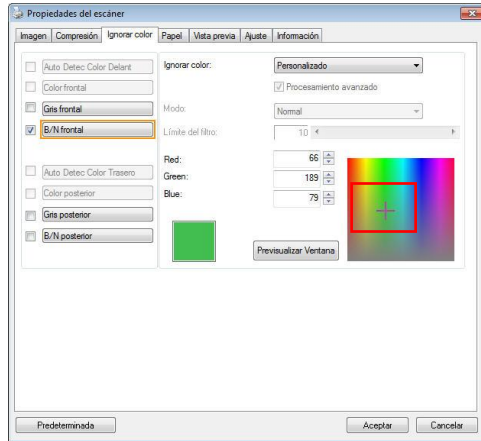 Propiedades del escáner
Imagen Compresión Ignorar color Papel Vista previa Ajuste Información
Auto Detec Color Delant
Color frontal
Gris frontal
B/N frontal
Auto Detec Color Trasero
Color posterior
Gris posterior
B/N posterior
Ignorar color: Personalizado
Procesamiento avanzado
Modo: Normal
Límite del filtro: 10
Red: 66
Green: 189
Blue: 79
Previsualizar Ventana
Predeterminada Aceptar Cancelar